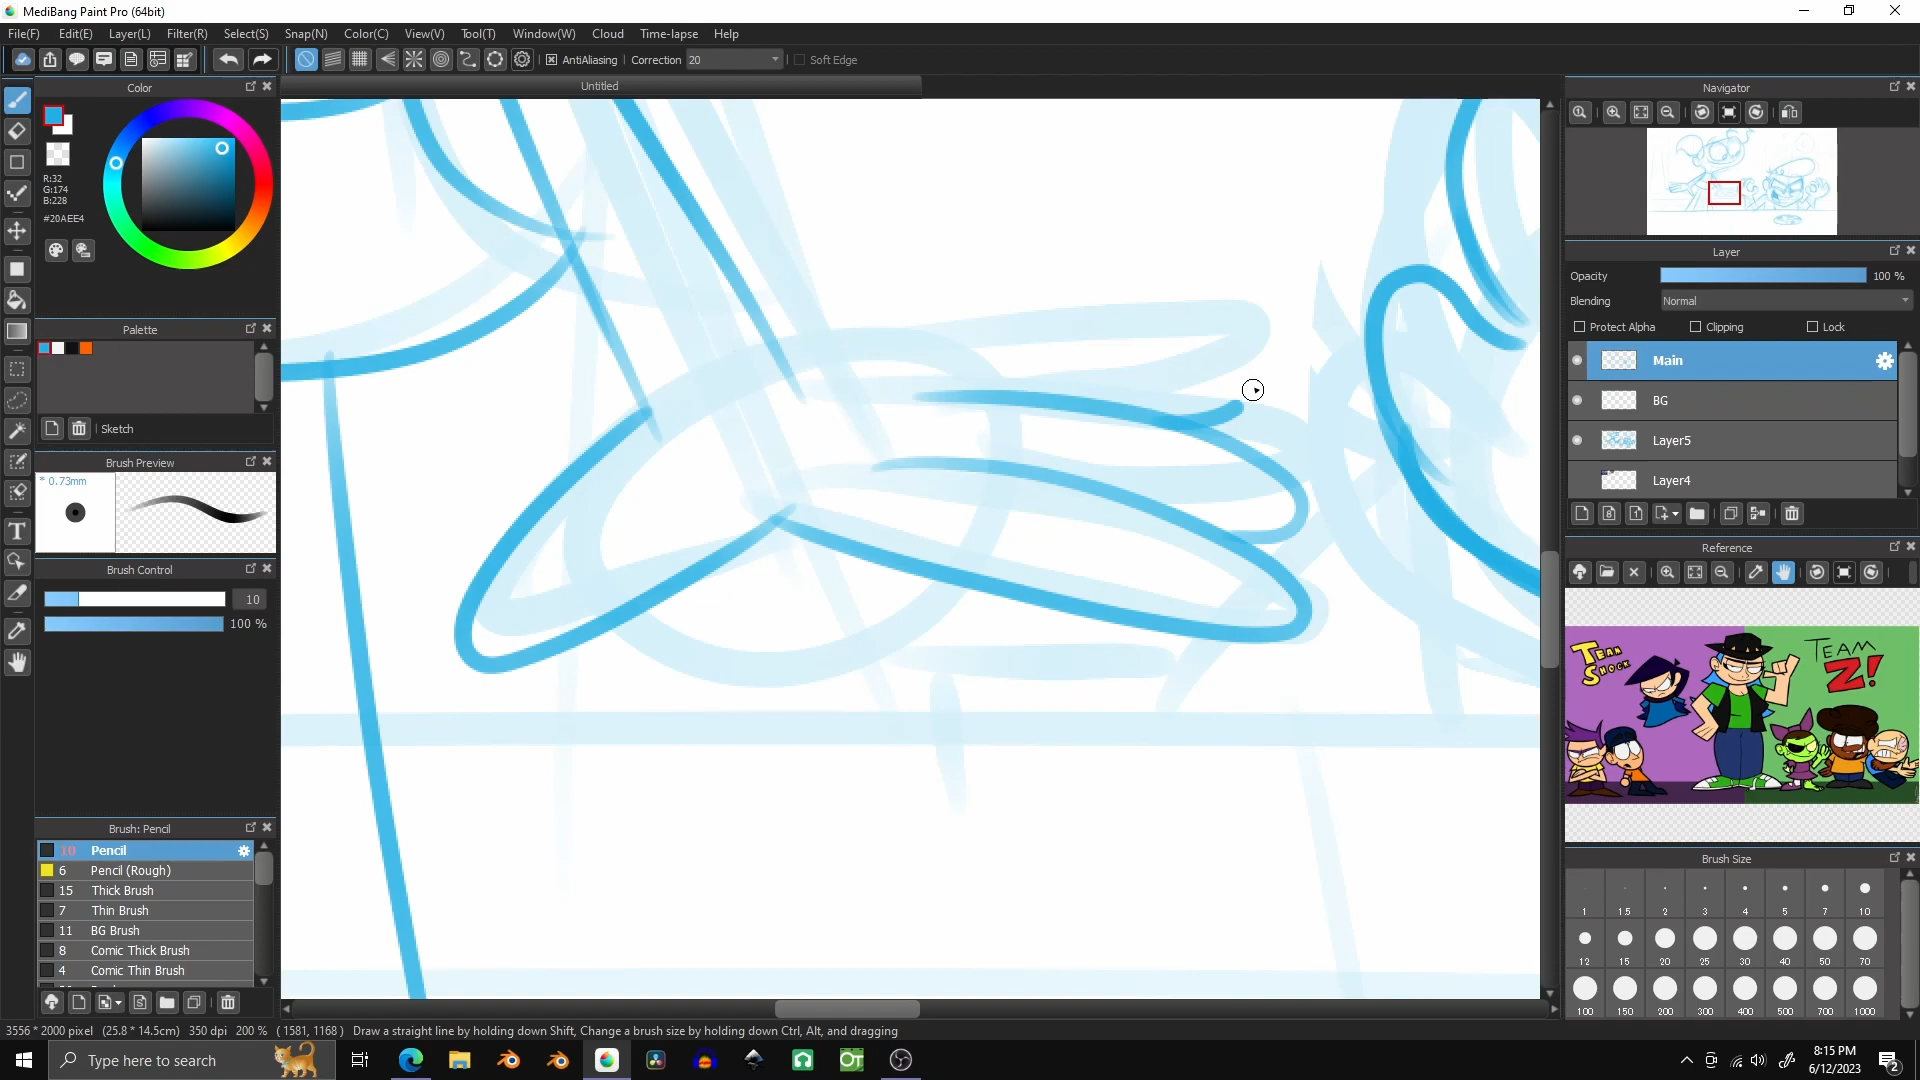 MediBang Paint Pro (64bit)
File(F) Edit(E) Layer(L) Filter(R) Select(S) Snap(N) Color(C) View(V) Tool(T) Window(W) Cloud Time-lapse Help
AntiAliasing Correction 20 Soft Edge
Color
Untitled
Navigator
R:32
G:174
B:228
#20AEE4
Layer
Opacity 100 %
Blending Normal
Protect Alpha Clipping Lock
Palette
Main
BG
Sketch
Layer5
Brush Preview
* 0.73mm
Layer4
Reference
Brush Control
10
100 %
TEAM SHOCK
TEAM Z!
Brush: Pencil
10 Pencil
6 Pencil (Rough)
15 Thick Brush
7 Thin Brush
11 BG Brush
8 Comic Thick Brush
4 Comic Thin Brush
Brush Size
1 1.5 2 3 4 5 7 10
12 15 20 25 30 40 50 70
100 150 200 300 400 500 700 1000
3556 * 2000 pixel (25.8 * 14.5cm) 350 dpi 200 % ( 1581, 1168 ) Draw a straight line by holding down Shift, Change a brush size by holding down Ctrl, Alt, and dragging
Type here to search
OT
8:15 PM
6/12/2023
2